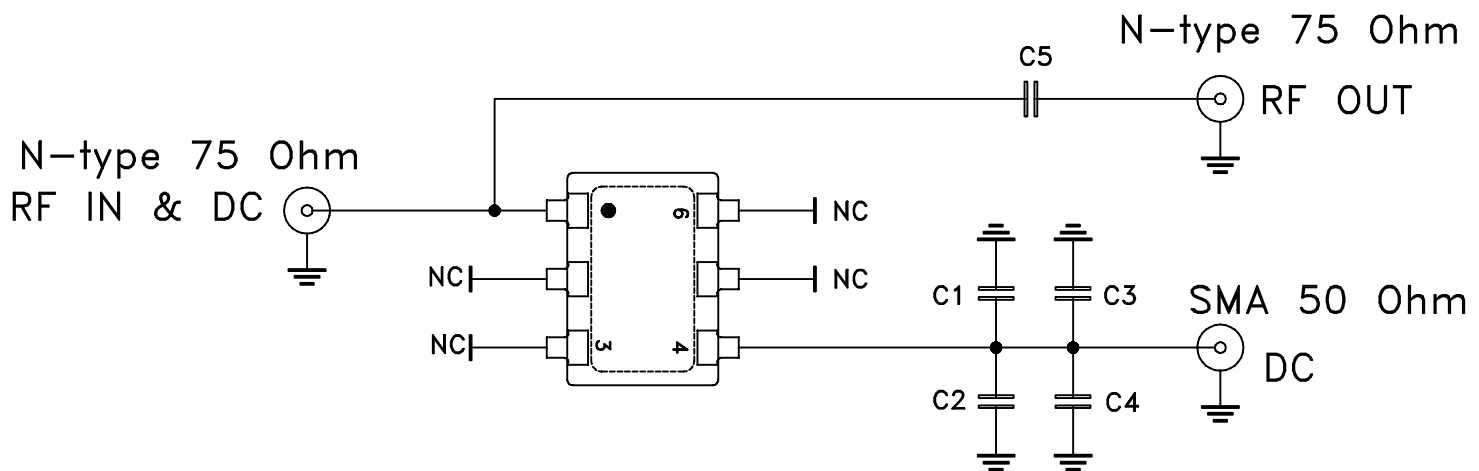 N-type 75 Ohm
C5
RF OUT
N-type 75 Ohm
RF IN & DC
6
NC
NC
NC
C1
C3
SMA 50 Ohm
NC
3
4
DC
C2
C4